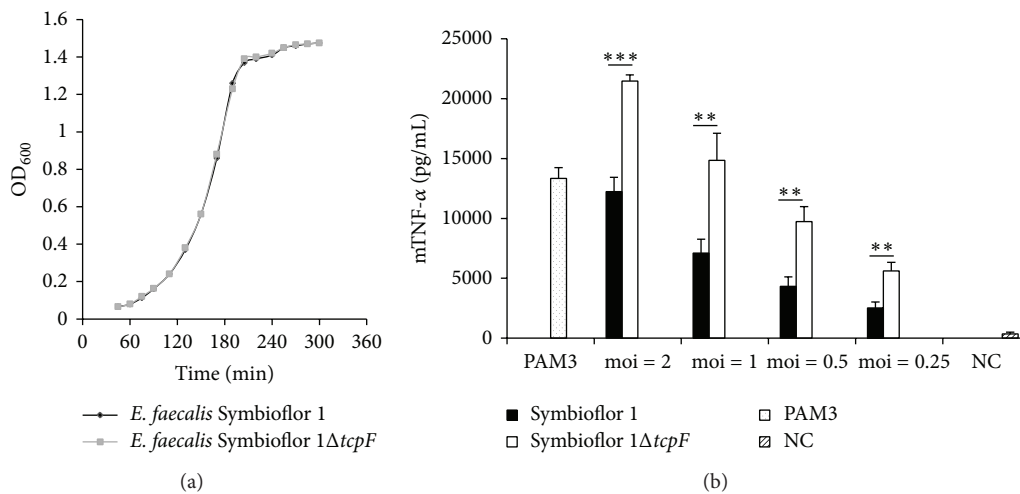 1.6
1.4
1.2
1
0.8
0.6
0.4
0.2
0
OD600
0 60 120 180 240 300 360
Time (min)
E. faecalis Symbioflor 1
E. faecalis Symbioflor 1ΔtcpF
(a)
25000
20000
15000
10000
5000
0
mTNF-α (pg/mL)
***
**
**
**
PAM3 moi = 2 moi = 1 moi = 0.5 moi = 0.25 NC
Symbioflor 1 PAM3
Symbioflor 1ΔtcpF NC
(b)